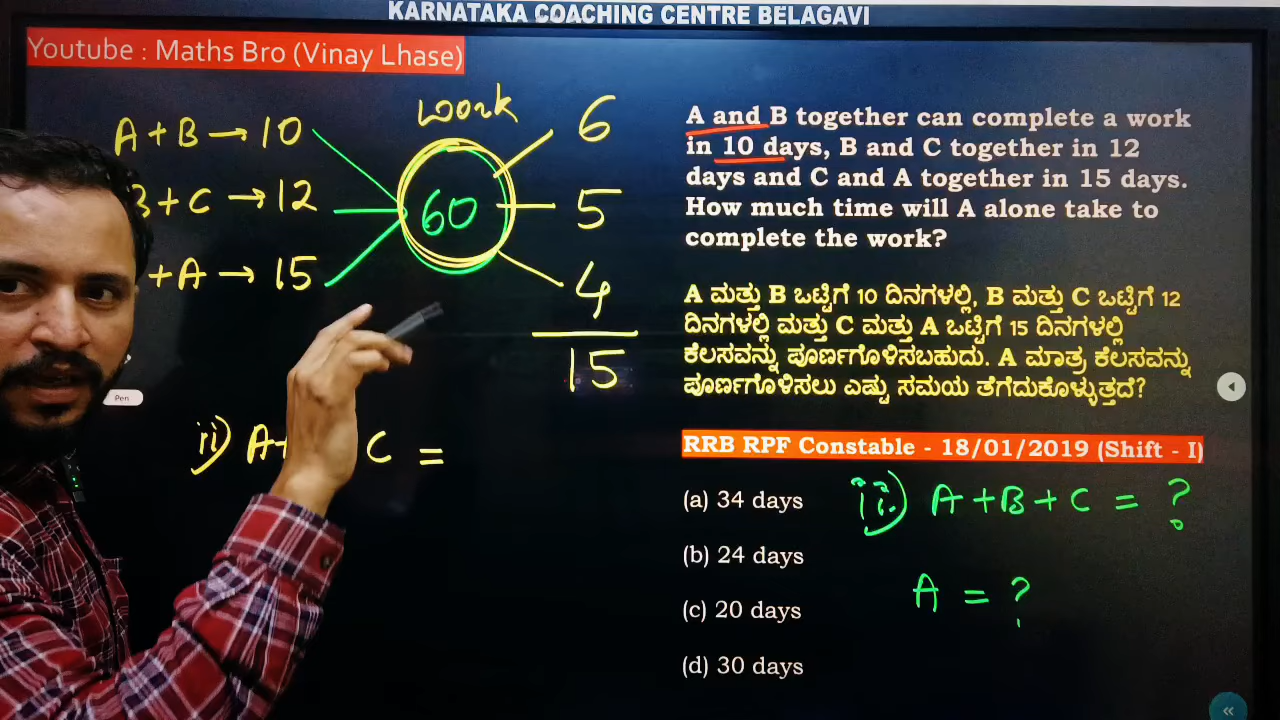 KARNATAKA COACHING CENTRE BELAGAVI
Youtube : Maths Bro (Vinay Lhase)
work
A+B → 10
6
B+C → 12
60
5
+A → 15
4
15
ii) A+ C =
A and B together can complete a work
in 10 days, B and C together in 12
days and C and A together in 15 days.
How much time will A alone take to
complete the work?
A ಮತ್ತು B ಒಟ್ಟಿಗೆ 10 ದಿನಗಳಲ್ಲಿ, B ಮತ್ತು C ಒಟ್ಟಿಗೆ 12
ದಿನಗಳಲ್ಲಿ ಮತ್ತು C ಮತ್ತು A ಒಟ್ಟಿಗೆ 15 ದಿನಗಳಲ್ಲಿ
ಕೆಲಸವನ್ನು ಪೂರ್ಣಗೊಳಿಸಬಹುದು. A ಮಾತ್ರ ಕೆಲಸವನ್ನು
ಪೂರ್ಣಗೊಳಿಸಲು ಎಷ್ಟು ಸಮಯ ತೆಗೆದುಕೊಳ್ಳುತ್ತದೆ?
RRB RPF Constable - 18/01/2019 (Shift - I)
(a) 34 days
ii.) A+B+C = ?
(b) 24 days
A = ?
(c) 20 days
(d) 30 days
Pen